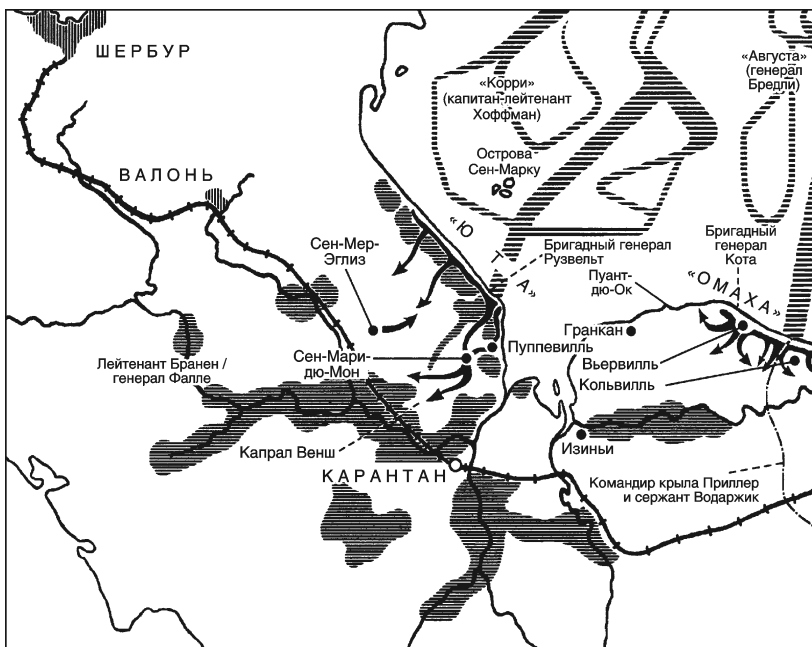 ШЕРБУР
«Августа»
(генерал
Бредли)
«Корри»
(капитан-лейтенант
Хоффман)
Острова
Сен-Марку
ВАЛОНЬ
«ЮТА»
Сен-Мер-
Эглиз
Бригадный генерал
Рузвельт
Бригадный
генерал
Кота
Пуант-
дю-Ок
«ОМАХА»
Гранкан
Пуппевилль
Лейтенант Бранен /
генерал Фалле
Сен-Мари-
дю-Мон
Вьервилль
Кольвилль
Капрал Венш
Изиньи
КАРАНТАН
Командир крыла Приллер
и сержант Водаржик